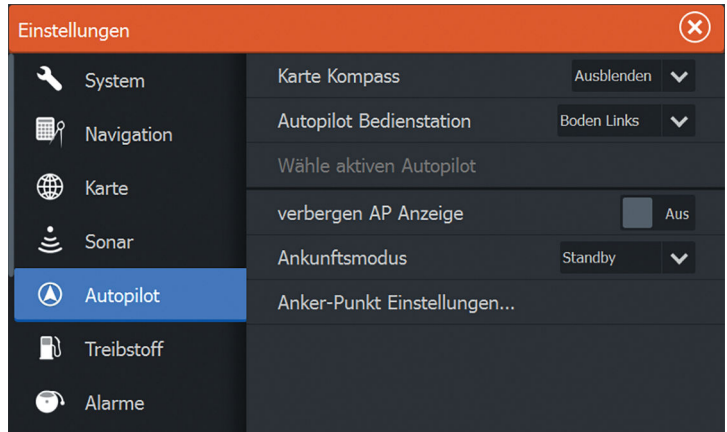 Einstellungen
System
Navigation
Karte
Sonar
Autopilot
Treibstoff
Alarme
Karte Kompass Ausblenden
Autopilot Bedienstation Boden Links
Wähle aktiven Autopilot
verbergen AP Anzeige Aus
Ankunftsmodus Standby
Anker-Punkt Einstellungen...